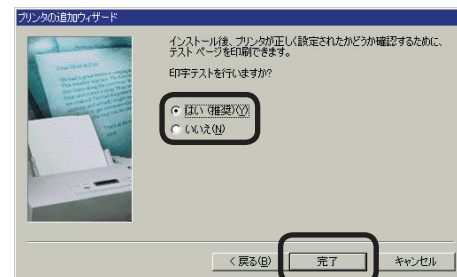 プリンタの追加ウィザード
インストール後、プリンタが正しく設定されたかどうか確認するために、
テスト ページを印刷できます。
印字テストを行いますか?
はい (推奨)(Y)
いいえ(N)
< 戻る(B)
完了
キャンセル